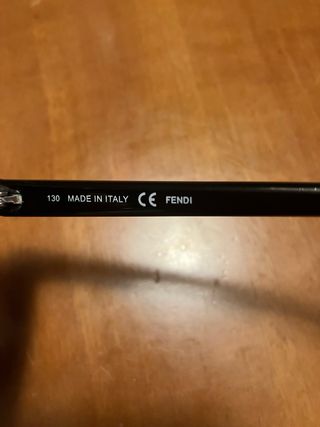 130 MADE IN ITALY CE FENDI